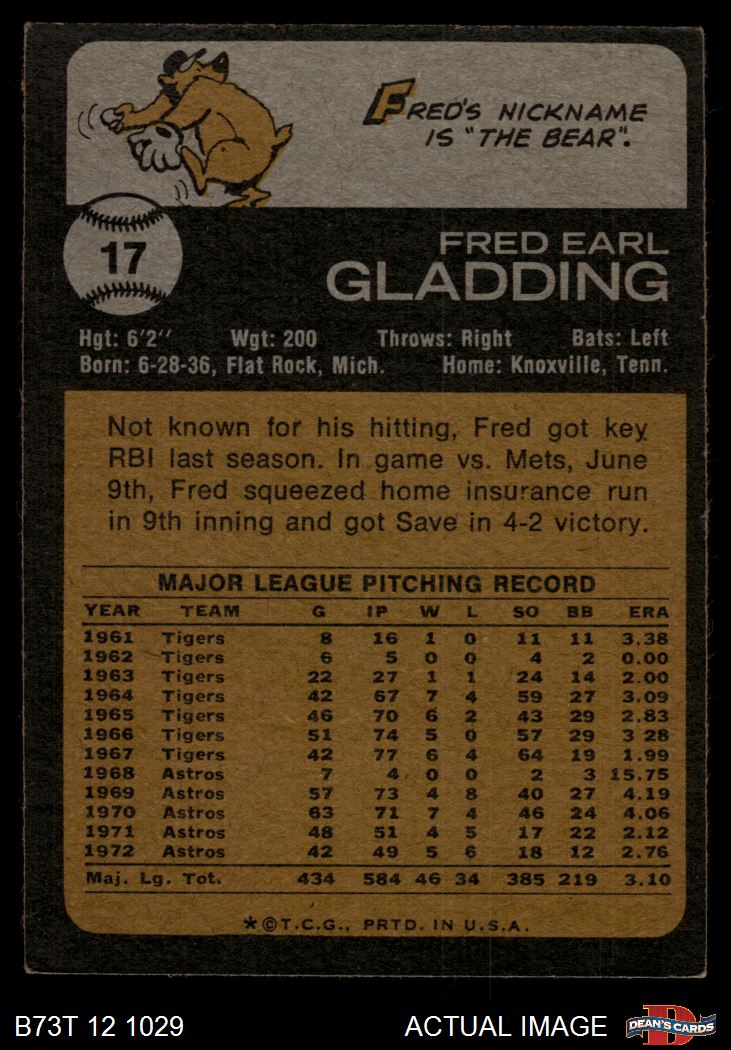 FRED'S NICKNAME
IS "THE BEAR".
17
FRED EARL
GLADDING
Hgt: 6'2'' Wgt: 200 Throws: Right Bats: Left
Born: 6-28-36, Flat Rock, Mich. Home: Knoxville, Tenn.
Not known for his hitting, Fred got key
RBI last season. In game vs. Mets, June
9th, Fred squeezed home insurance run
in 9th inning and got Save in 4-2 victory.
MAJOR LEAGUE PITCHING RECORD
YEAR TEAM G IP W L SO BB ERA
1961 Tigers 8 16 1 0 11 11 3.38
1962 Tigers 6 5 0 0 4 2 0.00
1963 Tigers 22 27 1 1 24 14 2.00
1964 Tigers 42 67 7 4 59 27 3.09
1965 Tigers 46 70 6 2 43 29 2.83
1966 Tigers 51 74 5 0 57 29 3 28
1967 Tigers 42 77 6 4 64 19 1.99
1968 Astros 7 4 0 0 2 3 15.75
1969 Astros 57 73 4 8 40 27 4.19
1970 Astros 63 71 7 4 46 24 4.06
1971 Astros 48 51 4 5 17 22 2.12
1972 Astros 42 49 5 6 18 12 2.76
Maj. Lg. Tot. 434 584 46 34 385 219 3.10
*©T.C.G., PRTD. IN U.S.A.
B73T 12 1029 ACTUAL IMAGE D DEAN'S CARDS